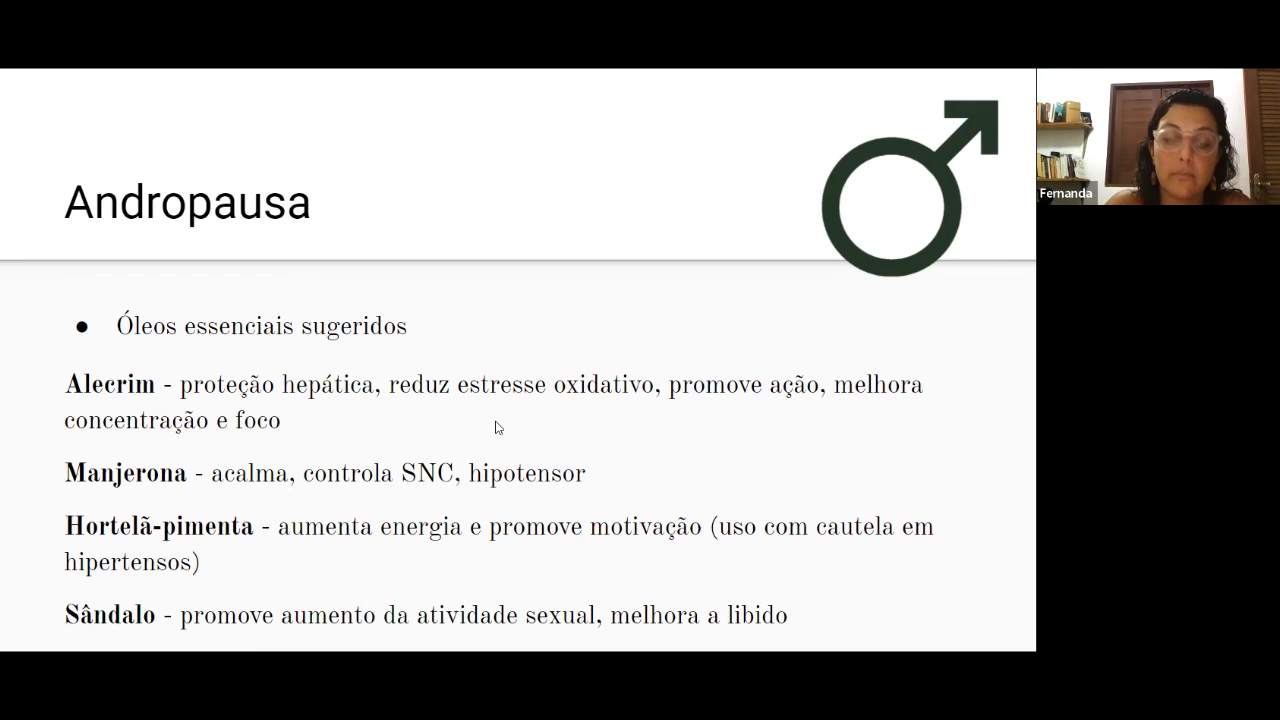 Andropausa
Fernanda
● Óleos essenciais sugeridos
Alecrim - proteção hepática, reduz estresse oxidativo, promove ação, melhora
concentração e foco
Manjerona - acalma, controla SNC, hipotensor
Hortelã-pimenta - aumenta energia e promove motivação (uso com cautela em
hipertensos)
Sândalo - promove aumento da atividade sexual, melhora a libido